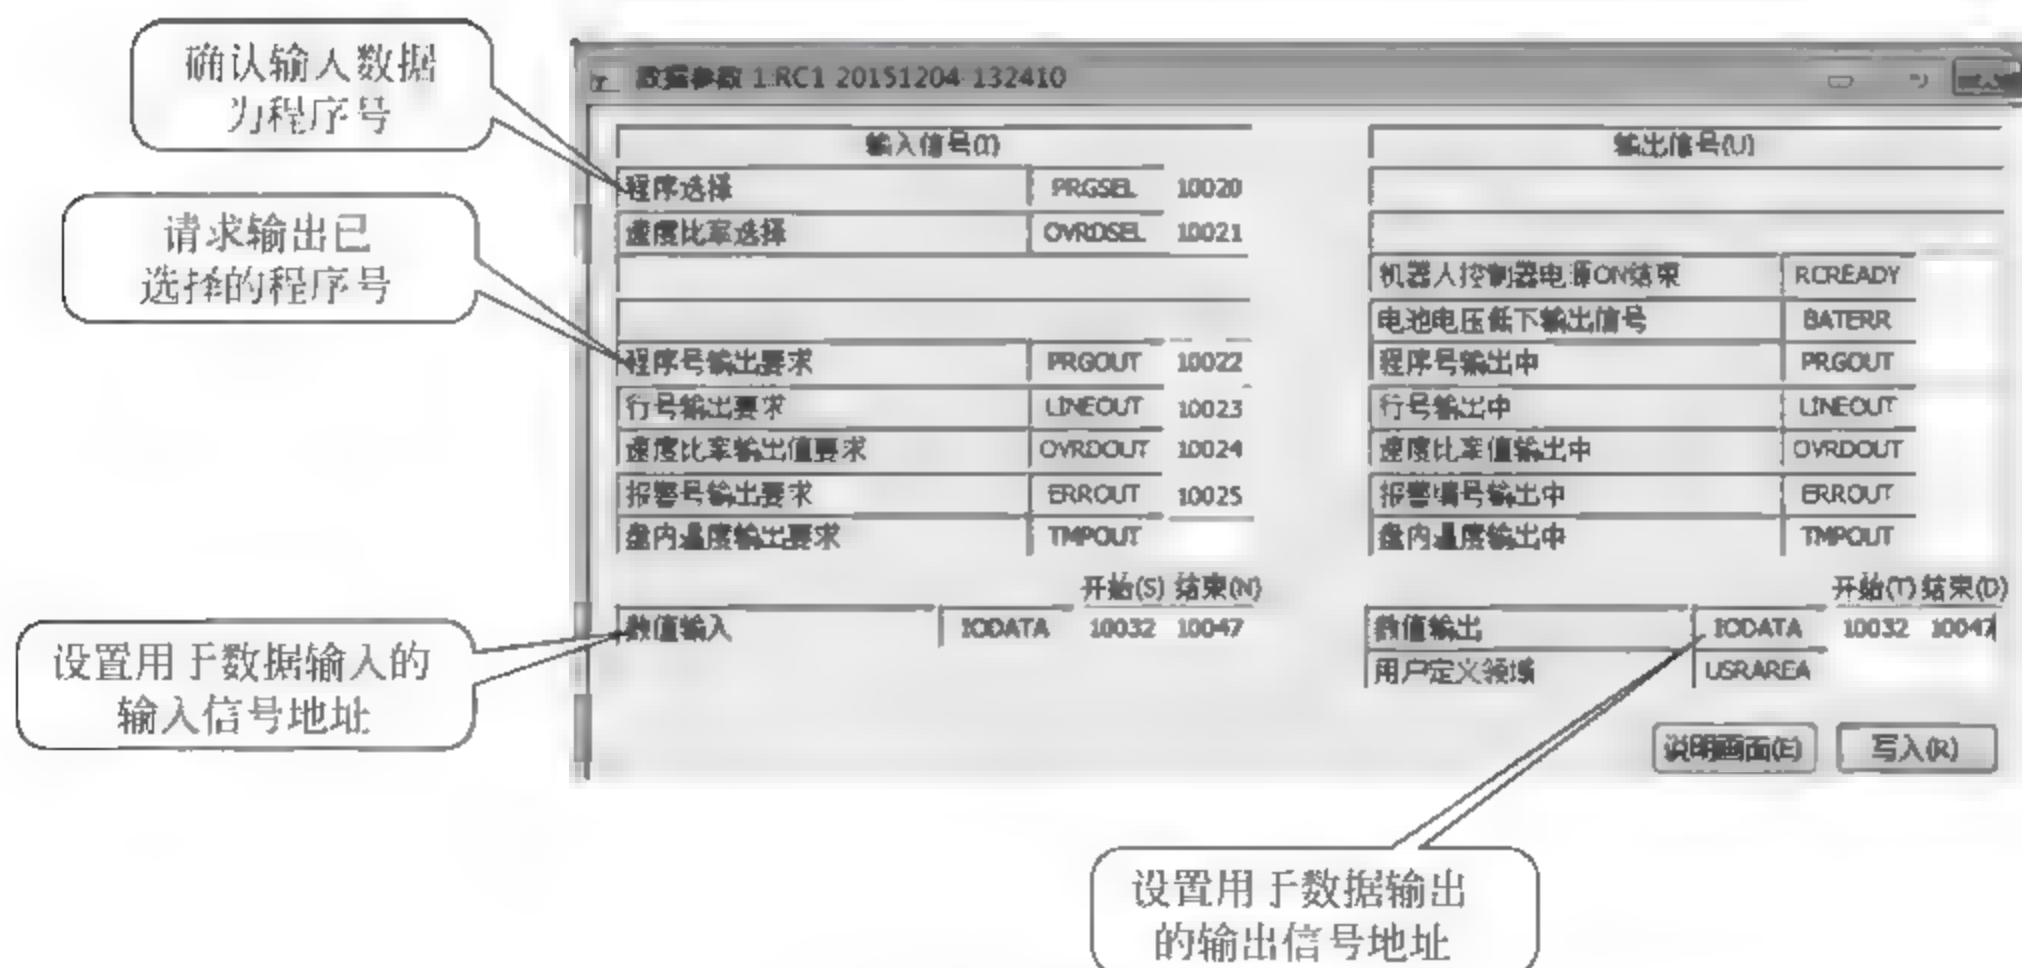 确认输入数据
为程序号
请求输出已
选择的程序号
设置用于数据输入的
输入信号地址
数据参数 1:RC1 20151204-132410
输入信号(I)
程序选择 PRGSEL 10020
速度比率选择 OVRDSEL 10021
程序号输出要求 PRGOUT 10022
行号输出要求 LINEOUT 10023
速度比率输出值要求 OVRDOUT 10024
报警号输出要求 ERROUT 10025
盘内温度输出要求 TMPOUT
开始(S) 结束(N)
数值输入 IODATA 10032 10047
输出信号(U)
机器人控制器电源ON结束 RCREADY
电池电压低下输出信号 BATERR
程序号输出中 PRGOUT
行号输出中 LINEOUT
速度比率值输出中 OVRDOUT
报警编号输出中 ERROUT
盘内温度输出中 TMPOUT
开始(T) 结束(D)
数值输出 IODATA 10032 10047
用户定义领域 USRAREA
说明画面(E) 写入(R)
设置用于数据输出
的输出信号地址